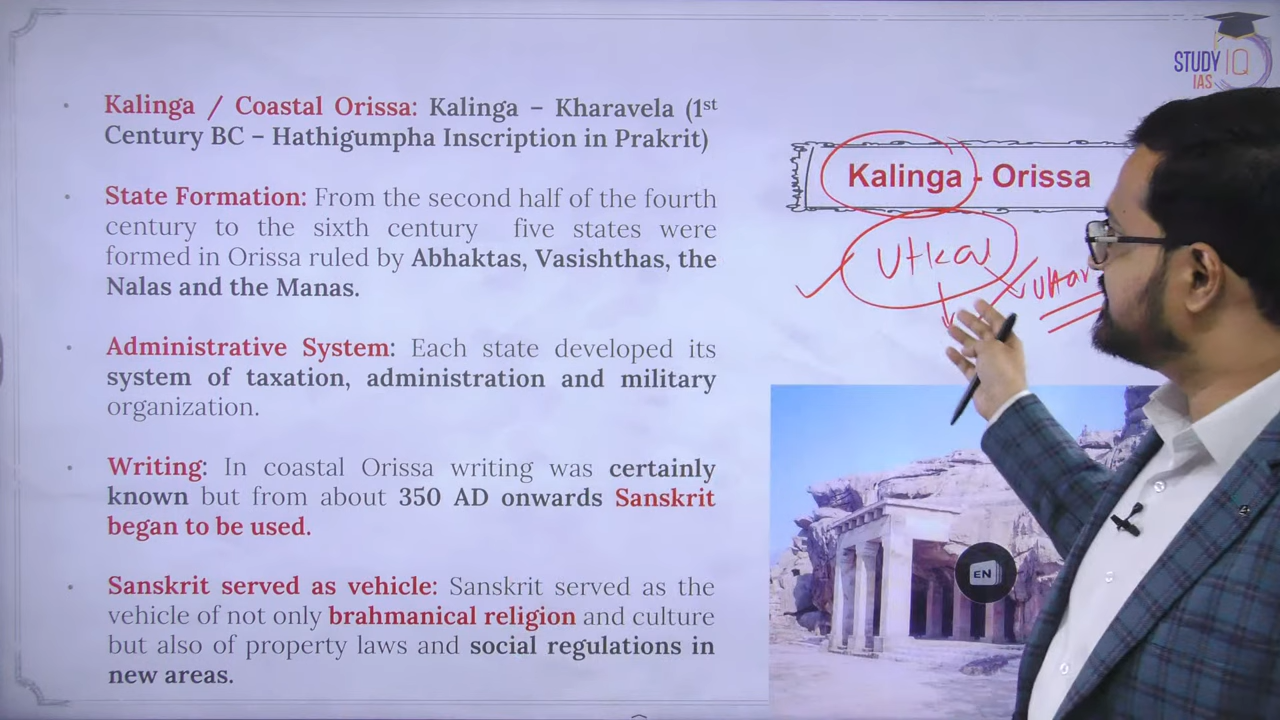 STUDY IQ
IAS
Kalinga / Coastal Orissa: Kalinga – Kharavela (1st
Century BC – Hathigumpha Inscription in Prakrit)
State Formation: From the second half of the fourth
century to the sixth century five states were
formed in Orissa ruled by Abhaktas, Vasishthas, the
Nalas and the Manas.
Administrative System: Each state developed its
system of taxation, administration and military
organization.
Writing: In coastal Orissa writing was certainly
known but from about 350 AD onwards Sanskrit
began to be used.
Sanskrit served as vehicle: Sanskrit served as the
vehicle of not only brahmanical religion and culture
but also of property laws and social regulations in
new areas.
Kalinga - Orissa
Utkal
EN